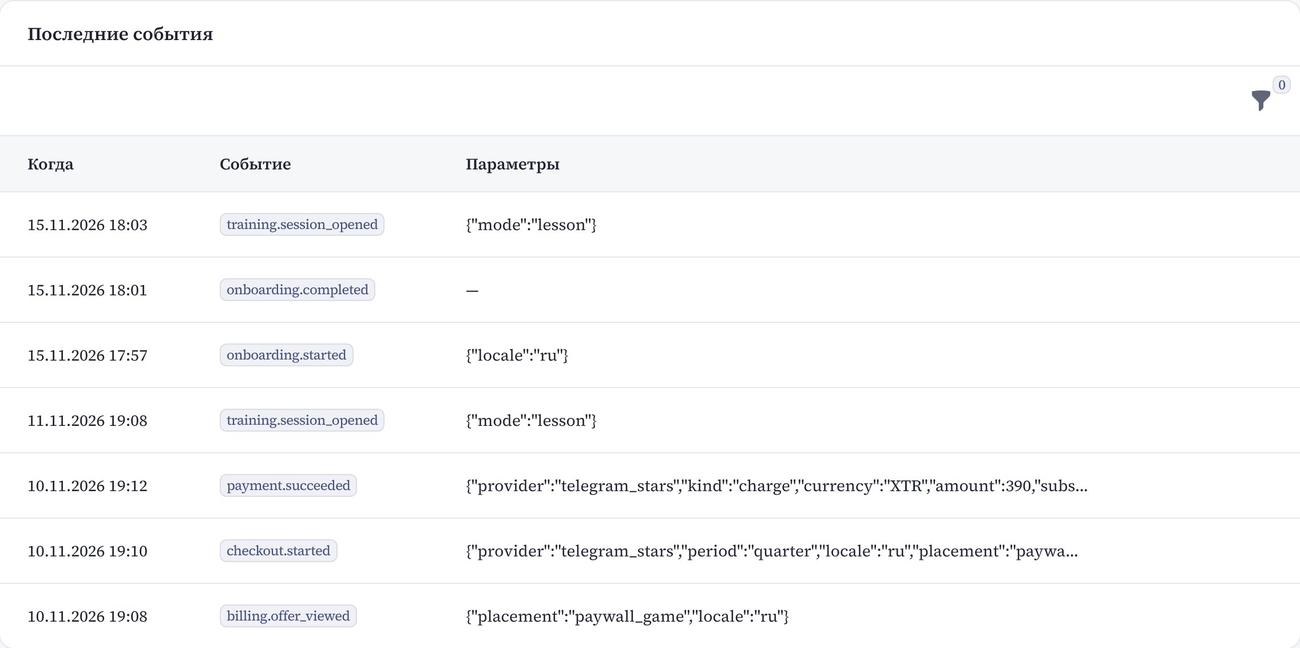 Последние события
0
Когда Событие Параметры
15.11.2026 18:03 training.session_opened {"mode":"lesson"}
15.11.2026 18:01 onboarding.completed —
15.11.2026 17:57 onboarding.started {"locale":"ru"}
11.11.2026 19:08 training.session_opened {"mode":"lesson"}
10.11.2026 19:12 payment.succeeded {"provider":"telegram_stars","kind":"charge","currency":"XTR","amount":390,"subs...
10.11.2026 19:10 checkout.started {"provider":"telegram_stars","period":"quarter","locale":"ru","placement":"paywa...
10.11.2026 19:08 billing.offer_viewed {"placement":"paywall_game","locale":"ru"}